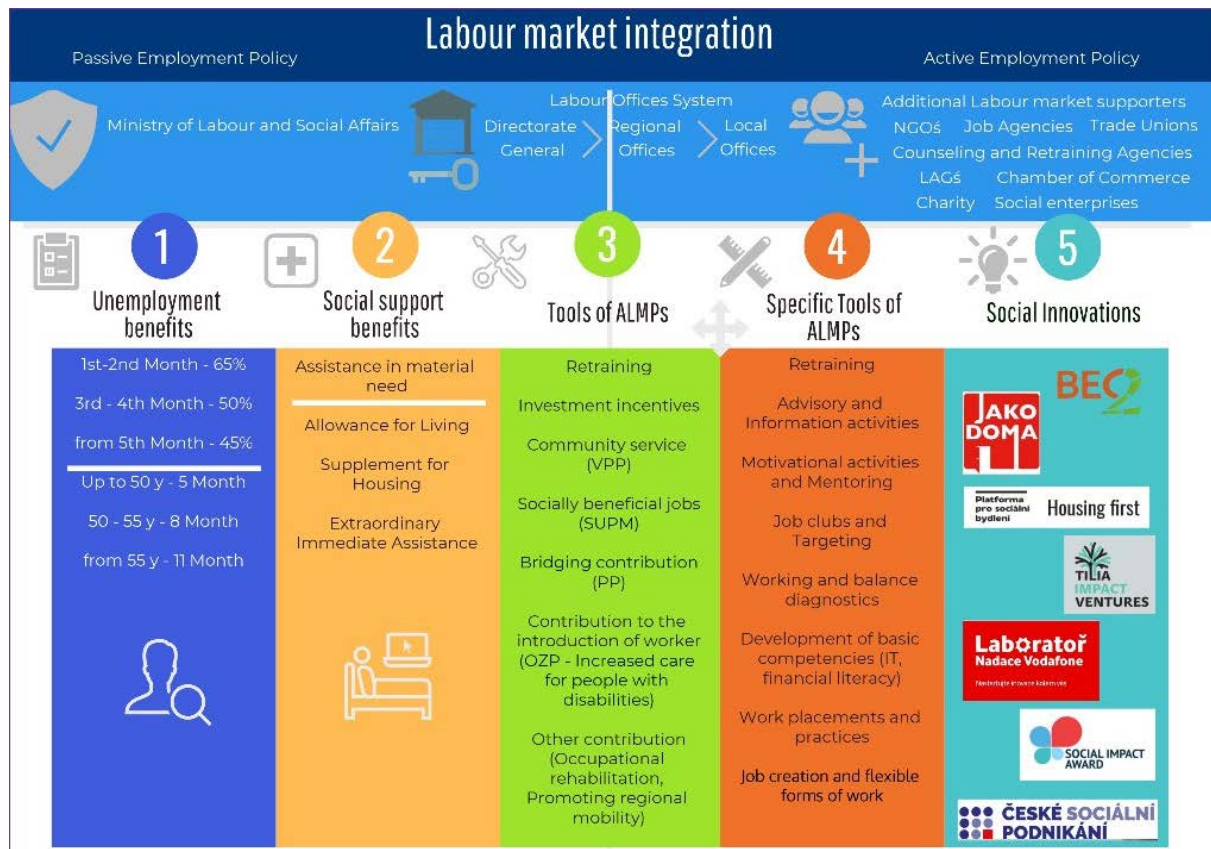 Labour market integration
Passive Employment Policy
Active Employment Policy
Ministry of Labour and Social Affairs
Labour Offices System
Directorate
General
Regional
Offices
Local
Offices
Additional Labour market supporters
NGOś Job Agencies Trade Unions
Counseling and Retraining Agencies
LAGś Chamber of Commerce
Charity Social enterprises
1
Unemployment
benefits
1st-2nd Month - 65%
3rd - 4th Month - 50%
from 5th Month - 45%
Up to 50 y - 5 Month
50 - 55 y - 8 Month
from 55 y - 11 Month
2
Social support
benefits
Assistance in material
need
Allowance for Living
Supplement for
Housing
Extraordinary
Immediate Assistance
3
Tools of ALMPs
Retraining
Investment incentives
Community service
(VPP)
Socially beneficial jobs
(SUPM)
Bridging contribution
(PP)
Contribution to the
introduction of worker
(OZP - Increased care
for people with
disabilities)
Other contribution
(Occupational
rehabilitation,
Promoting regional
mobility)
4
Specific Tools of
ALMPs
Retraining
Advisory and
Information activities
Motivational activities
and Mentoring
Job clubs and
Targeting
Working and balance
diagnostics
Development of basic
competencies (IT,
financial literacy)
Work placements and
practices
Job creation and flexible
forms of work
5
Social Innovations
BEC2
JAKO
DOMA
Platforma
pro sociální
bydlení
Housing first
TILIA
IMPACT
VENTURES
Laboratoř
Nadace Vodafone
Nastartujte inovace kolem vás
SOCIAL IMPACT
AWARD
ČESKÉ SOCIÁLNÍ
PODNIKÁNÍ